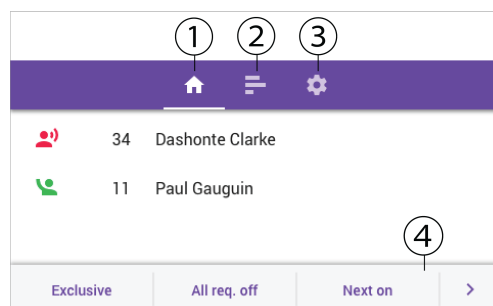 1 2 3
34 Dashonte Clarke
11 Paul Gauguin
4
Exclusive All req. off Next on